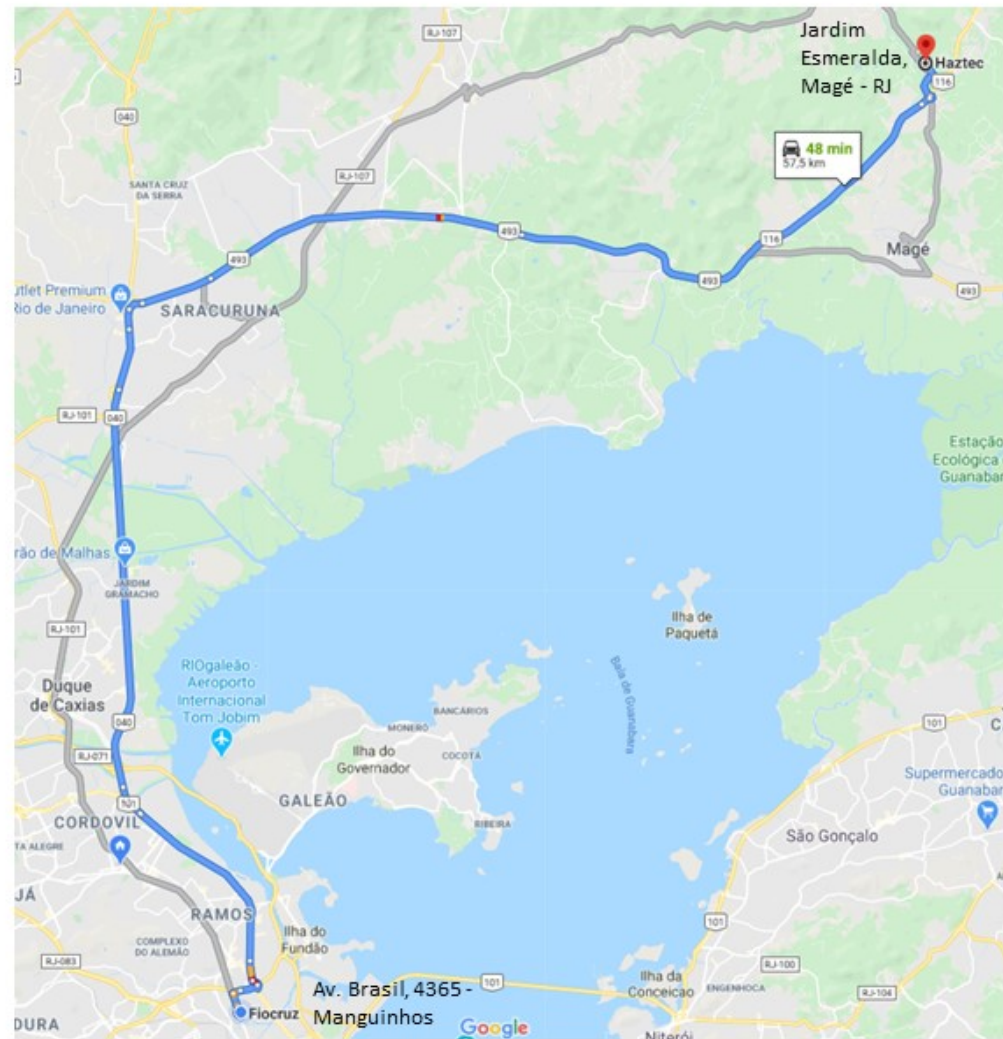 Jardim
Esmeralda,
Magé - RJ
RJ-107
Haztec
116
040
48 min
57,5 km
RJ-107
SANTA CRUZ
DA SERRA
493
116
Magé
493
493
493
utlet Premium
Rio de Janeiro
SARACURUNA
RJ-101
040
Estação
Ecológica
Guanabar
rão de Malhas
JARDIM
GRAMACHO
Ilha de
Paquetá
RJ-101
RIOgaleão -
Aeroporto
Internacional
Tom Jobim
Baía de Guanabara
Duque
de Caxias
BANCÁRIOS
040
MONERO
101
C
RJ-071
Ilha do
Governador
COCOTÁ
Supermercado
Guanabar
101
GALEÃO
CORDOVIL
RIBEIRA
São Gonçalo
TA ALEGRE
JÁ
RAMOS
101
COMPLEXO
DO ALEMÃO
Ilha do
Fundão
RJ-083
RJ-100
101
Ilha da
Conceicao
ENGENHOCA
RJ-104
Av. Brasil, 4365 -
Manguinhos
Fiocruz
DURA
Google
Niterói